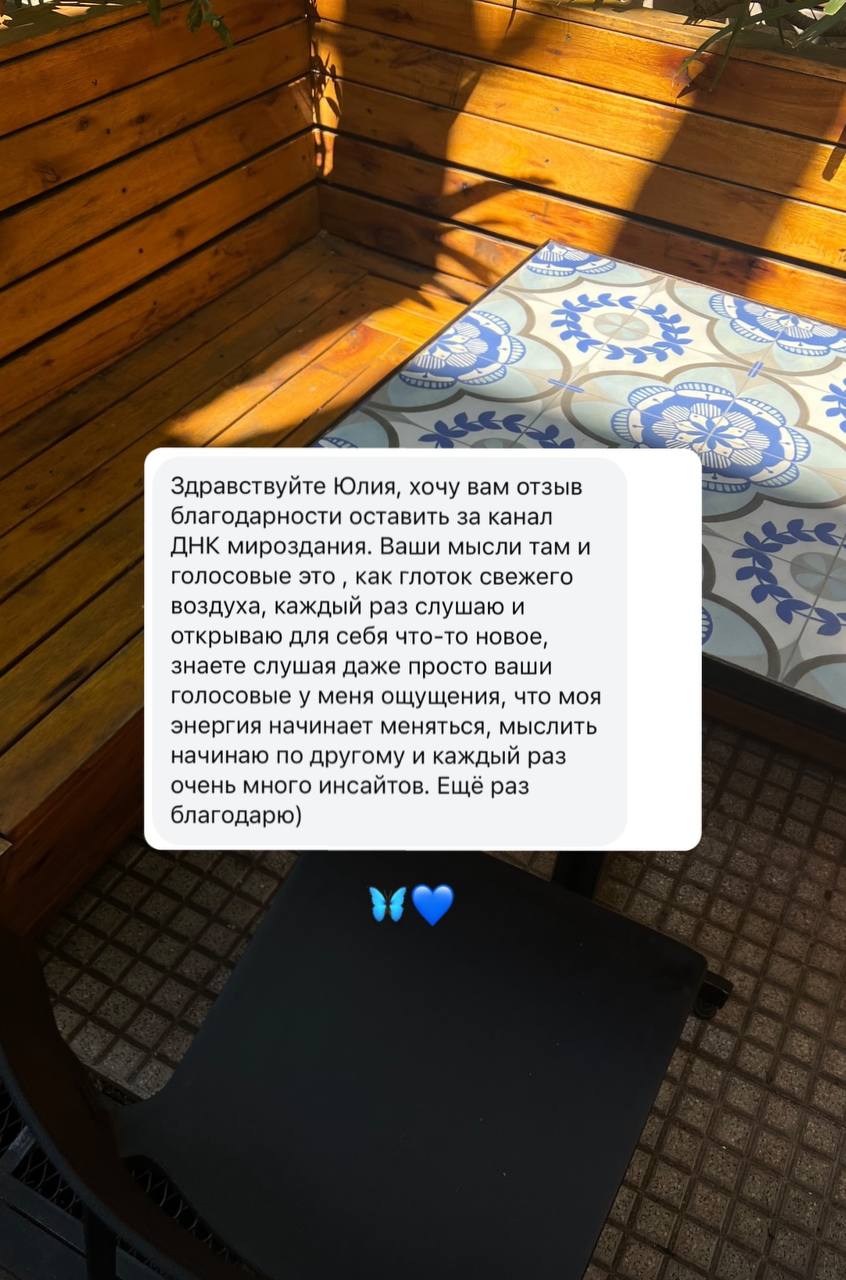 Здравствуйте Юлия, хочу вам отзыв
благодарности оставить за канал
ДНК мироздания. Ваши мысли там и
голосовые это , как глоток свежего
воздуха, каждый раз слушаю и
открываю для себя что-то новое,
знаете слушая даже просто ваши
голосовые у меня ощущения, что моя
энергия начинает меняться, мыслить
начинаю по другому и каждый раз
очень много инсайтов. Ещё раз
благодарю)
🦋💙